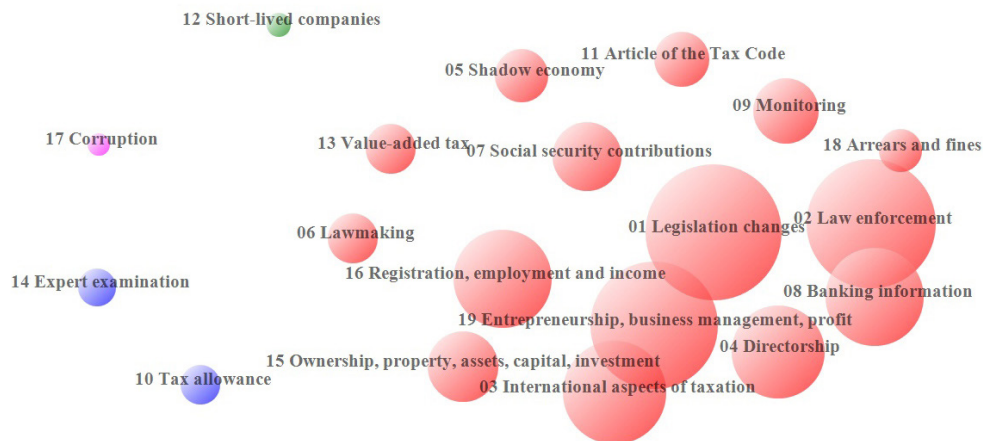 12 Short-lived companies
11 Article of the Tax Code
05 Shadow economy
09 Monitoring
17 Corruption
13 Value-added tax
07 Social security contributions
18 Arrears and fines
06 Lawmaking
01 Legislation changes
02 Law enforcement
14 Expert examination
16 Registration, employment and income
08 Banking information
19 Entrepreneurship, business management, profit
04 Directorship
15 Ownership, property, assets, capital, investment
10 Tax allowance
03 International aspects of taxation